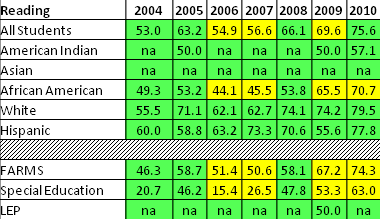 Reading 2004 2005 2006 2007 2008 2009 2010
All Students 53.0 63.2 54.9 56.6 66.1 69.6 75.6
American Indian na 50.0 na na na 50.0 57.1
Asian na na na na na na na
African American 49.3 53.2 44.1 45.5 53.8 65.5 70.7
White 55.5 71.1 62.1 62.7 74.1 74.2 79.5
Hispanic 60.0 58.8 63.2 73.3 70.6 55.6 77.8
FARMS 46.3 58.7 51.4 50.6 58.1 67.2 74.3
Special Education 20.7 46.2 15.4 26.5 47.8 53.3 63.0
LEP na na na na na 50.0 na